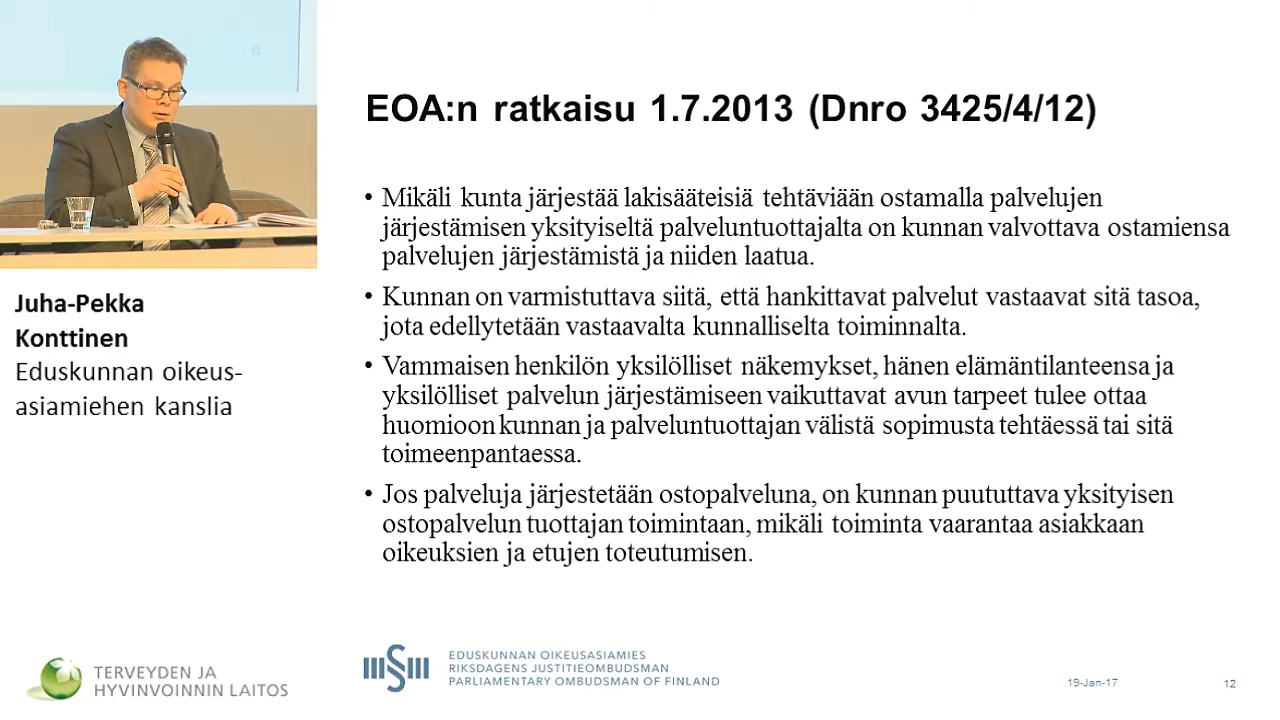 EOA:n ratkaisu 1.7.2013 (Dnro 3425/4/12)
• Mikäli kunta järjestää lakisääteisiä tehtäviään ostamalla palvelujen
järjestämisen yksityiseltä palveluntuottajalta on kunnan valvottava ostamiensa
palvelujen järjestämistä ja niiden laatua.
• Kunnan on varmistuttava siitä, että hankittavat palvelut vastaavat sitä tasoa,
jota edellytetään vastaavalta kunnalliselta toiminnalta.
• Vammaisen henkilön yksilölliset näkemykset, hänen elämäntilanteensa ja
yksilölliset palvelun järjestämiseen vaikuttavat avun tarpeet tulee ottaa
huomioon kunnan ja palveluntuottajan välistä sopimusta tehtäessä tai sitä
toimeenpantaessa.
• Jos palveluja järjestetään ostopalveluna, on kunnan puututtava yksityisen
ostopalvelun tuottajan toimintaan, mikäli toiminta vaarantaa asiakkaan
oikeuksien ja etujen toteutumisen.
Juha-Pekka
Konttinen
Eduskunnan oikeus-
asiamiehen kanslia
TERVEYDEN JA
HYVINVOINNIN LAITOS
EDUSKUNNAN OIKEUSASIAMIES
RIKSDAGENS JUSTITIEOMBUDSMAN
PARLIAMENTARY OMBUDSMAN OF FINLAND
19-Jan-17
12